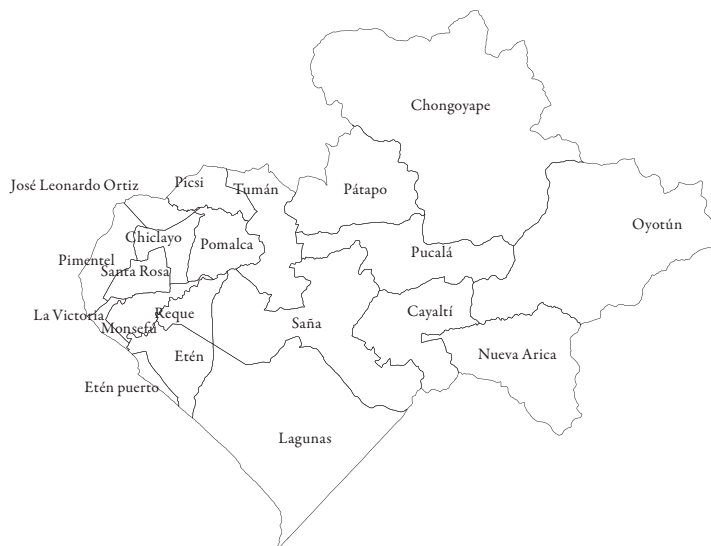 Chongoyape
José Leonardo Ortiz
Picsi
Tumán
Pátapo
Oyotún
Chiclayo
Pomalca
Pucalá
Pimentel
Santa Rosa
La Victoria
Monsefú
Reque
Saña
Cayaltí
Etén
Nueva Arica
Etén puerto
Lagunas